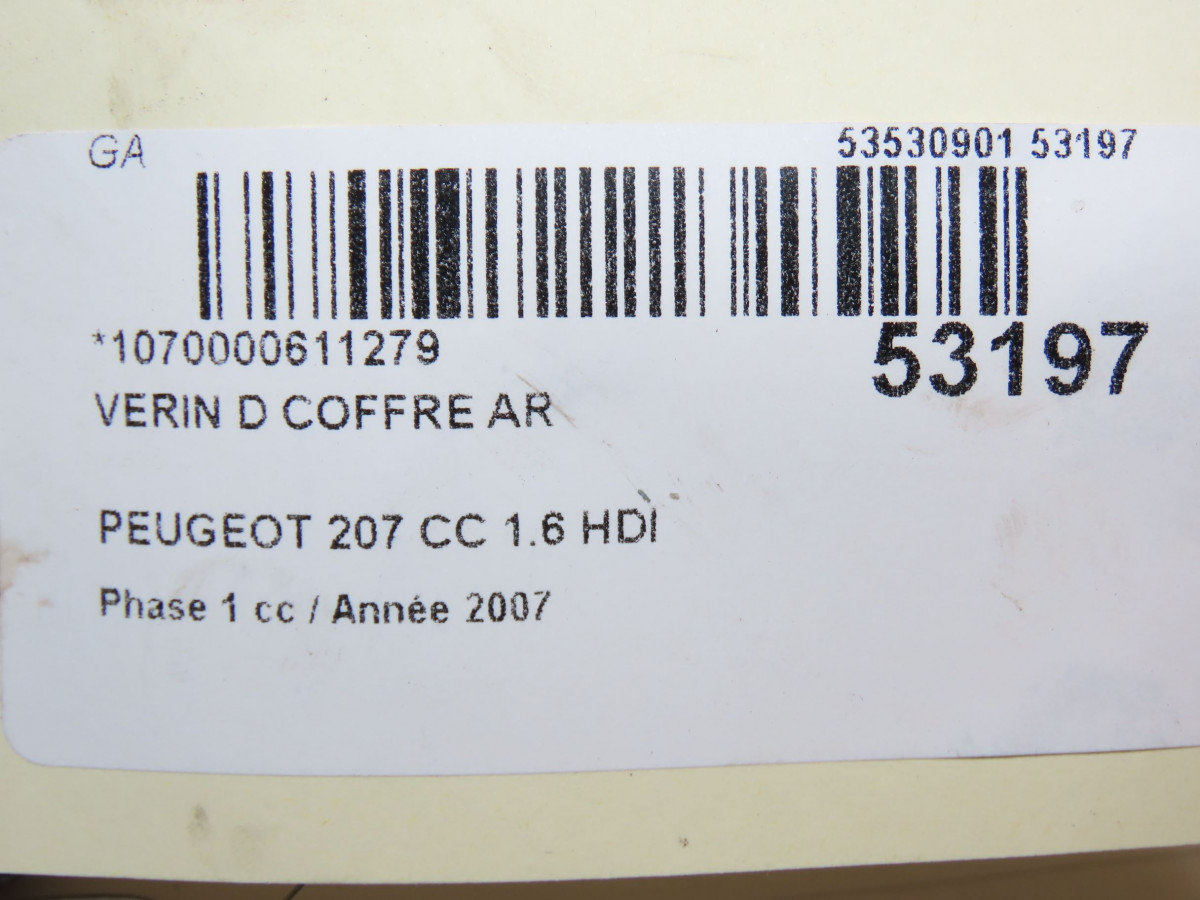 GA 53530901 53197
*1070000611279 53197
VERIN D COFFRE AR
PEUGEOT 207 CC 1.6 HDI
Phase 1 cc / Année 2007